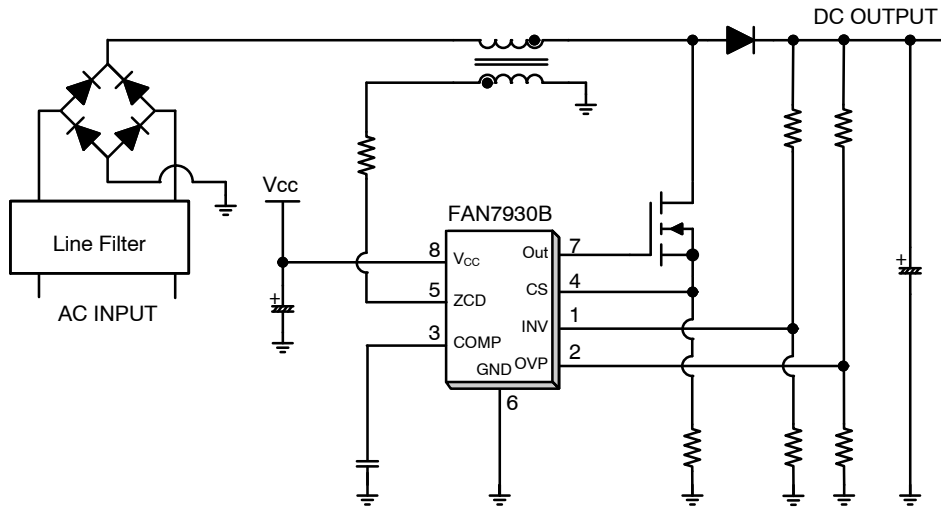 DC OUTPUT
Vcc
FAN7930B
Line Filter
AC INPUT
8
VCC
Out
7
5
ZCD
CS
4
3
COMP
INV
1
GND
OVP
2
6
+
+